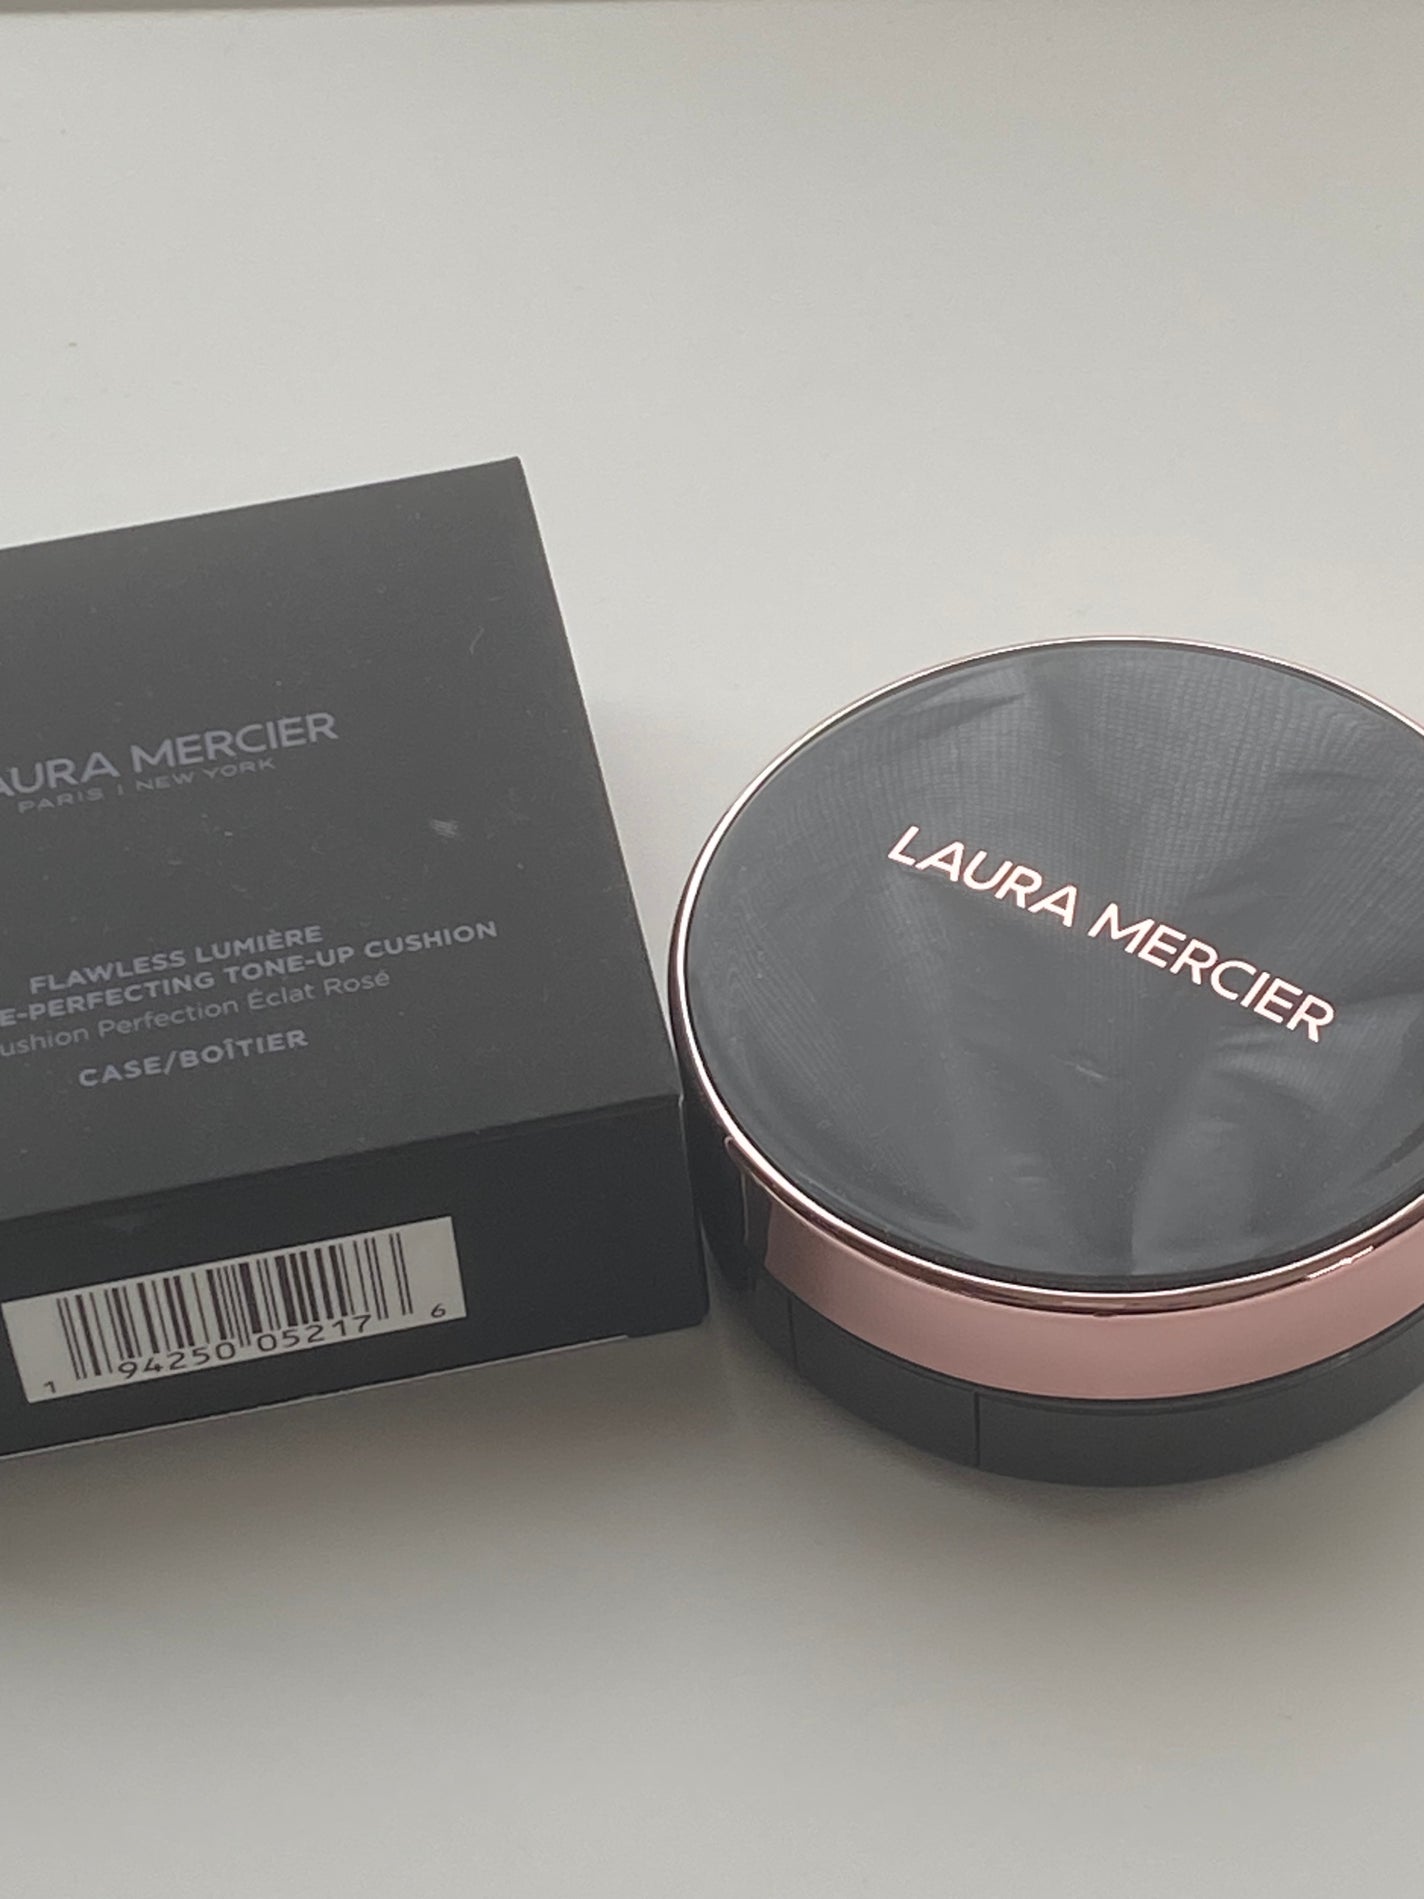 AURA MERCIER
PARIS | NEW YORK
FLAWLESS LUMIÈRE
E-PERFECTING TONE-UP CUSHION
ushion Perfection Éclat Rosé
CASE/BOÎTIER
1 94250 05217 6
LAURA MERCIER